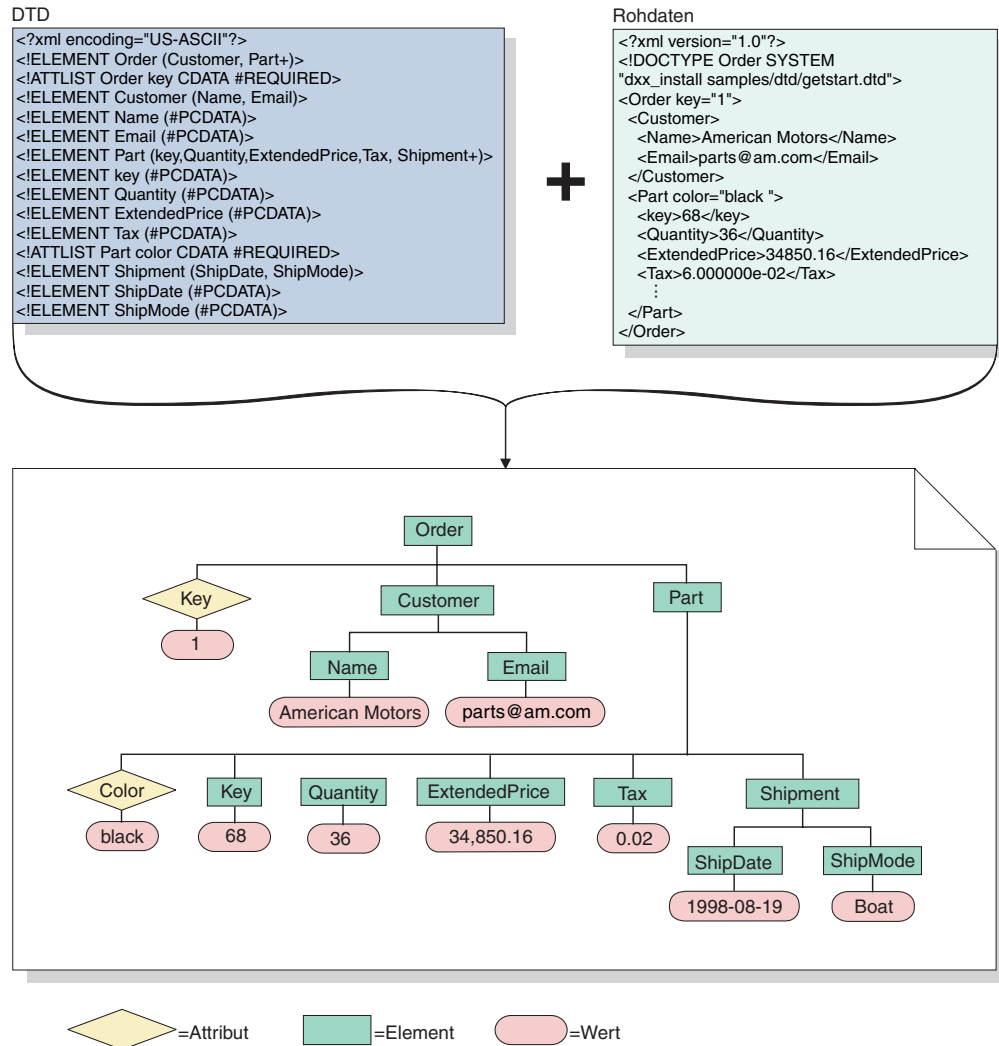 DTD
<?xml encoding="US-ASCII"?>
<!ELEMENT Order (Customer, Part+)>
<!ATTLIST Order key CDATA #REQUIRED>
<!ELEMENT Customer (Name, Email)>
<!ELEMENT Name (#PCDATA)>
<!ELEMENT Email (#PCDATA)>
<!ELEMENT Part (key,Quantity,ExtendedPrice,Tax, Shipment+)>
<!ELEMENT key (#PCDATA)>
<!ELEMENT Quantity (#PCDATA)>
<!ELEMENT ExtendedPrice (#PCDATA)>
<!ELEMENT Tax (#PCDATA)>
<!ATTLIST Part color CDATA #REQUIRED>
<!ELEMENT Shipment (ShipDate, ShipMode)>
<!ELEMENT ShipDate (#PCDATA)>
<!ELEMENT ShipMode (#PCDATA)>
+
Rohdaten
<?xml version="1.0"?>
<!DOCTYPE Order SYSTEM
"dxx_install samples/dtd/getstart.dtd">
<Order key="1">
<Customer>
<Name>American Motors</Name>
<Email>parts@am.com</Email>
</Customer>
<Part color="black ">
<key>68</key>
<Quantity>36</Quantity>
<ExtendedPrice>34850.16</ExtendedPrice>
<Tax>6.000000e-02</Tax>
⋮
</Part>
</Order>
Order
Key
Customer
Part
1
Name
Email
American Motors
parts@am.com
Color
Key
Quantity
ExtendedPrice
Tax
Shipment
black
68
36
34,850.16
0.02
ShipDate
ShipMode
1998-08-19
Boat
=Attribut
=Element
=Wert